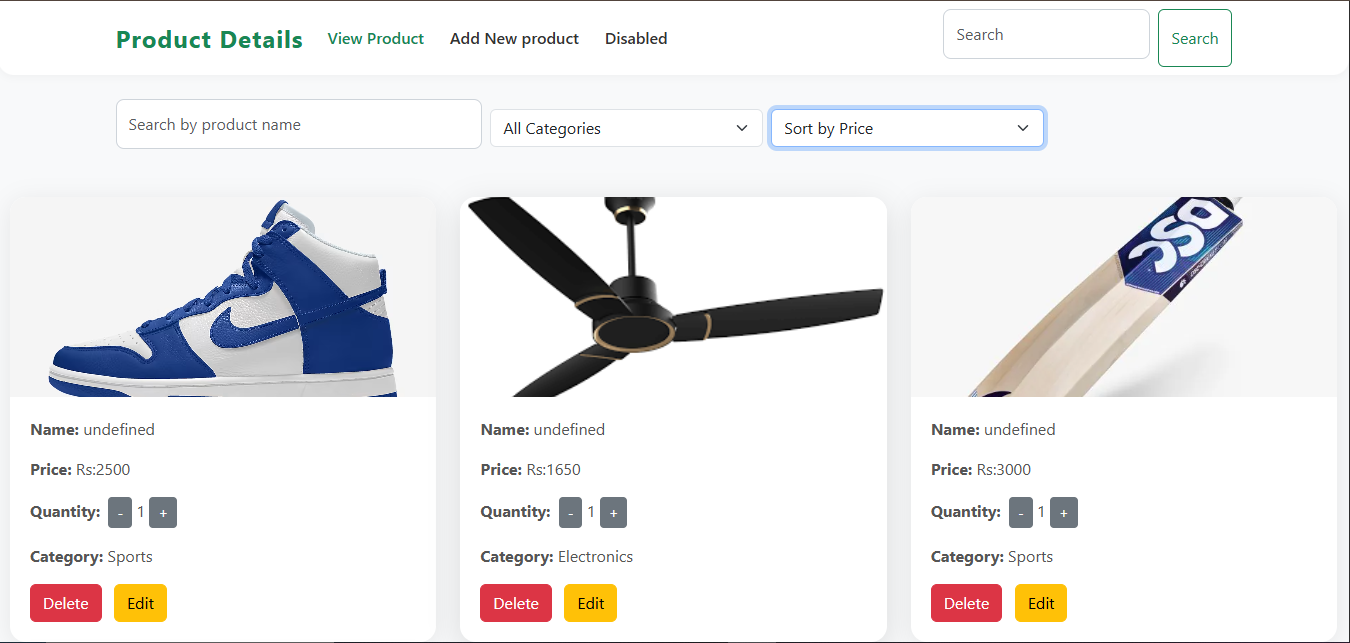 Product Details View Product Add New product Disabled Search Search
Search by product name All Categories Sort by Price
DSC
Name: undefined
Price: Rs:2500
Quantity: - 1 +
Category: Sports
Delete Edit
Name: undefined
Price: Rs:1650
Quantity: - 1 +
Category: Electronics
Delete Edit
Name: undefined
Price: Rs:3000
Quantity: - 1 +
Category: Sports
Delete Edit